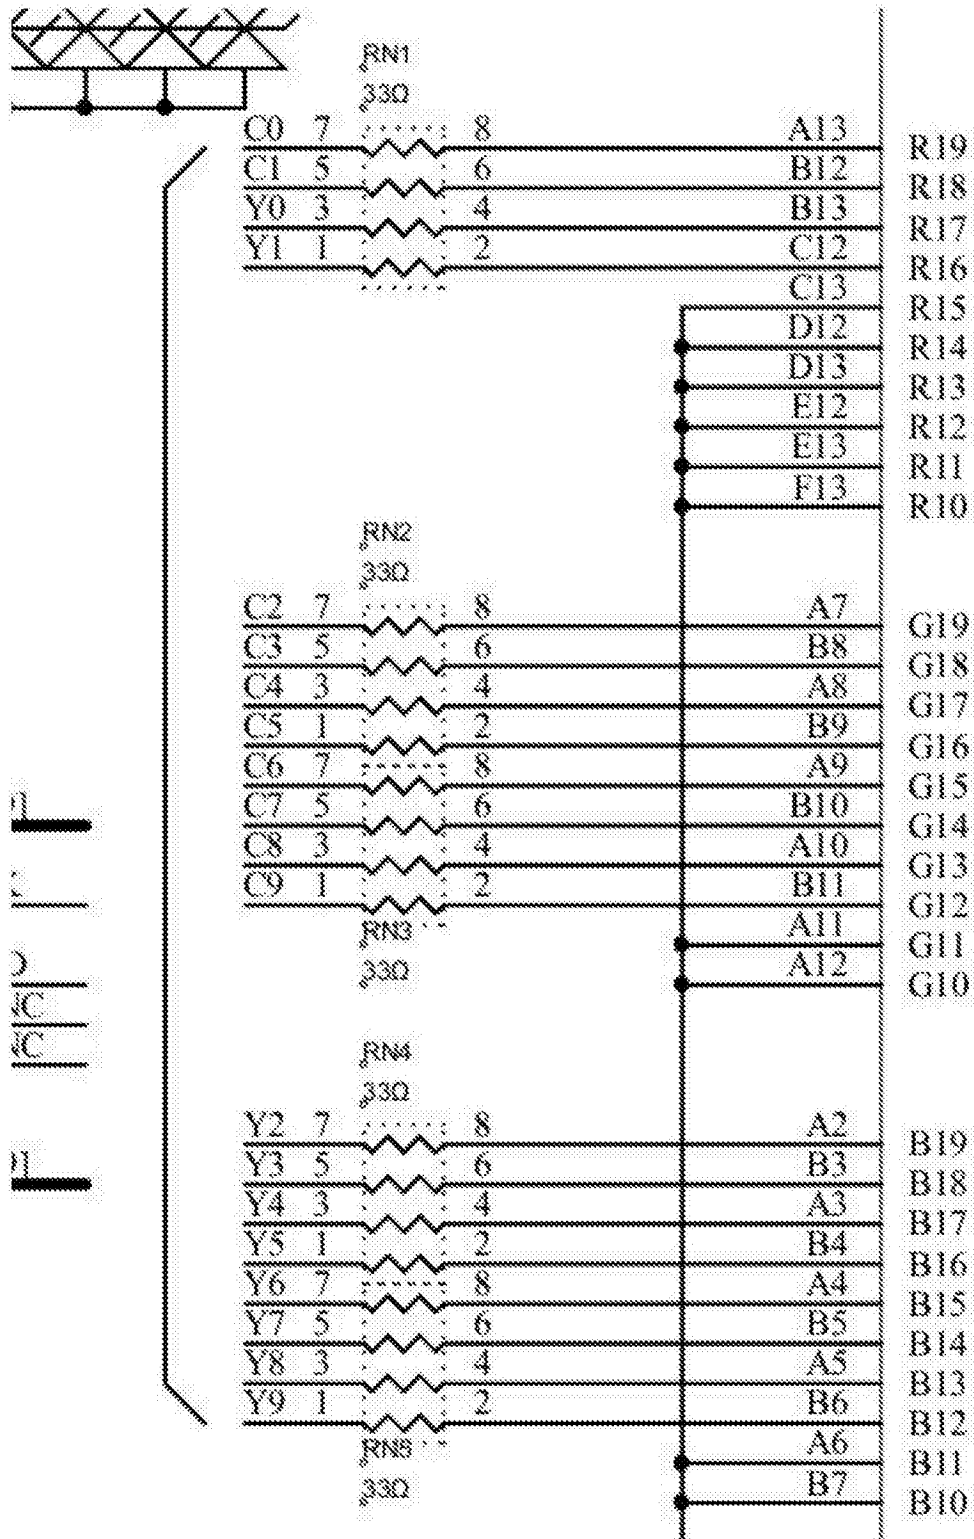 RN1
33Ω
C0 7 8 A13 R19
C1 5 6 B12 R18
Y0 3 4 B13 R17
Y1 1 2 C12 R16
C13 R15
D12 R14
D13 R13
E12 R12
E13 R11
F13 R10
RN2
33Ω
C2 7 8 A7 G19
C3 5 6 B8 G18
C4 3 4 A8 G17
C5 1 2 B9 G16
C6 7 8 A9 G15
C7 5 6 B10 G14
C8 3 4 A10 G13
C9 1 2 B11 G12
RN3 A11 G11
33Ω A12 G10
NC
NC
RN4
33Ω
Y2 7 8 A2 B19
Y3 5 6 B3 B18
Y4 3 4 A3 B17
Y5 1 2 B4 B16
Y6 7 8 A4 B15
Y7 5 6 B5 B14
Y8 3 4 A5 B13
Y9 1 2 B6 B12
RN5 A6 B11
33Ω B7 B10